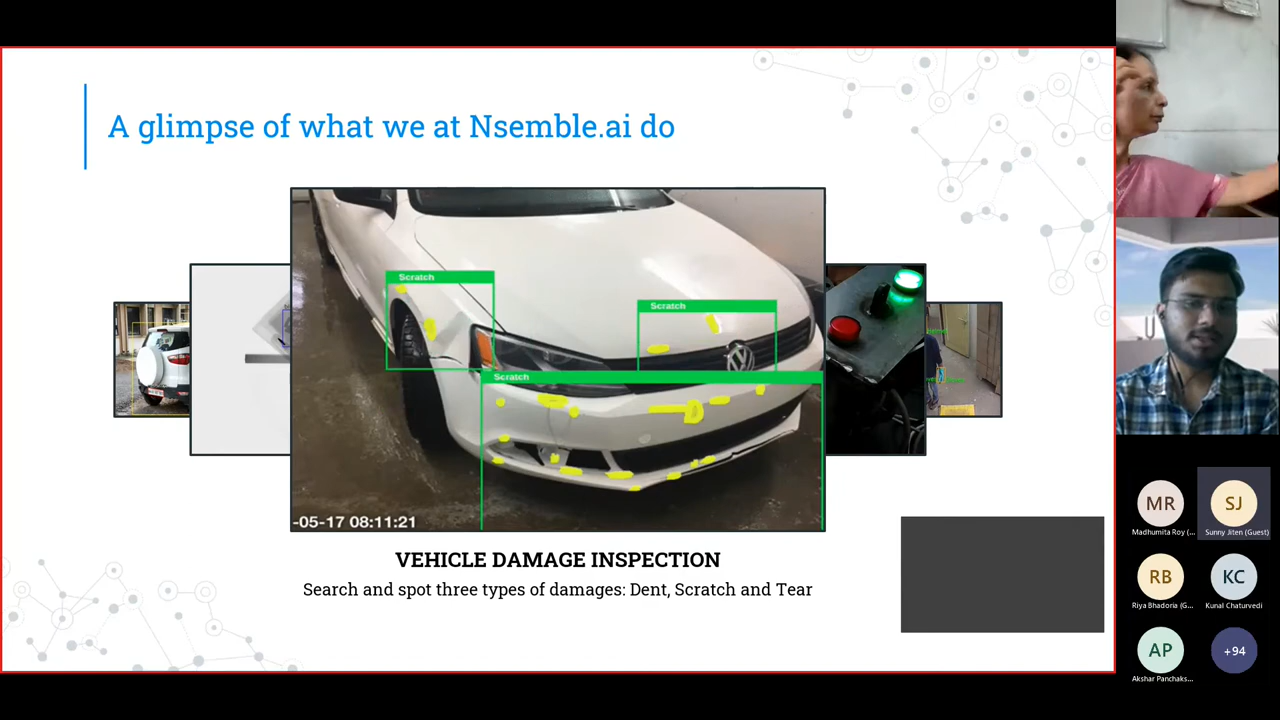 A glimpse of what we at Nsemble.ai do
Scratch
Scratch
Scratch
-05-17 08:11:21
VEHICLE DAMAGE INSPECTION
Search and spot three types of damages: Dent, Scratch and Tear
U
MR
SJ
Madhumita Roy (...
Sunny Jiten (Guest)
RB
KC
Riya Bhadoria (G...
Kunal Chaturvedi
AP
+94
Akshar Panchaks...